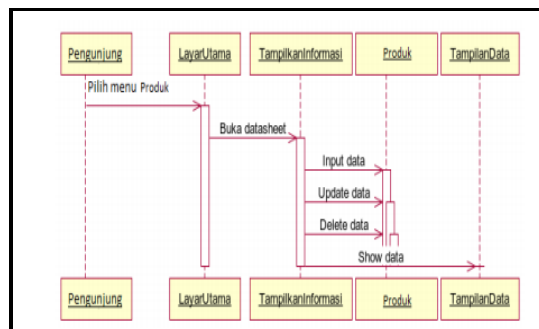 Pengunjung LayarUtama TampilkanInformasi Produk TampilanData
Pilih menu Produk
Buka datasheet
Input data
Update data
Delete data
Show data
Pengunjung LayarUtama TampilkanInformasi Produk TampilanData